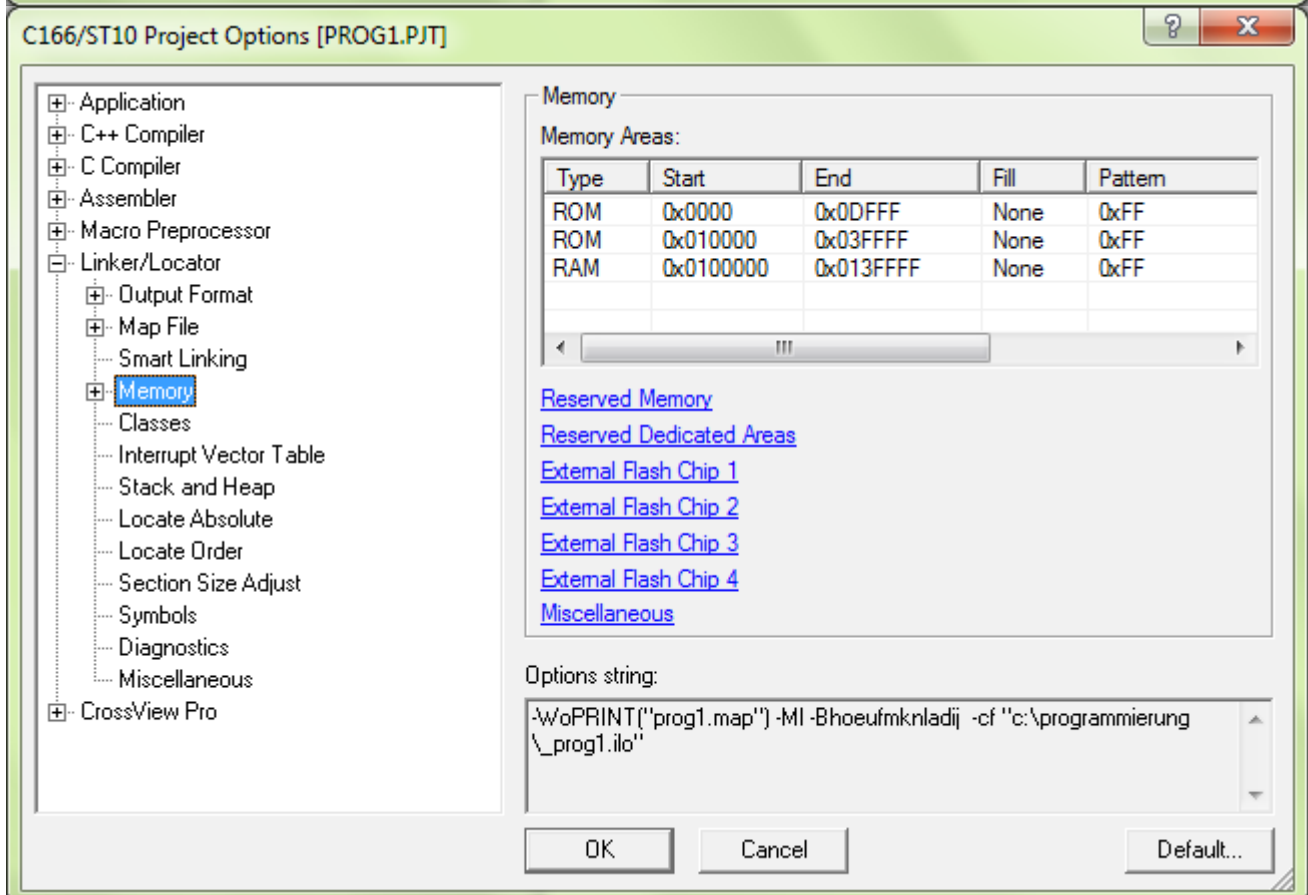 C166/ST10 Project Options [PROG1.PJT]
Application
C++ Compiler
C Compiler
Assembler
Macro Preprocessor
Linker/Locator
Output Format
Map File
Smart Linking
Memory
Classes
Interrupt Vector Table
Stack and Heap
Locate Absolute
Locate Order
Section Size Adjust
Symbols
Diagnostics
Miscellaneous
CrossView Pro
Memory
Memory Areas:
Type Start End Fill Pattern
ROM 0x0000 0x0DFFF None 0xFF
ROM 0x010000 0x03FFFF None 0xFF
RAM 0x0100000 0x013FFFF None 0xFF
Reserved Memory
Reserved Dedicated Areas
External Flash Chip 1
External Flash Chip 2
External Flash Chip 3
External Flash Chip 4
Miscellaneous
Options string:
-WoPRINT("prog1.map") -Ml -Bhoeufmknladij -cf "c:\programmierung
\_prog1.ilo"
OK Cancel Default...